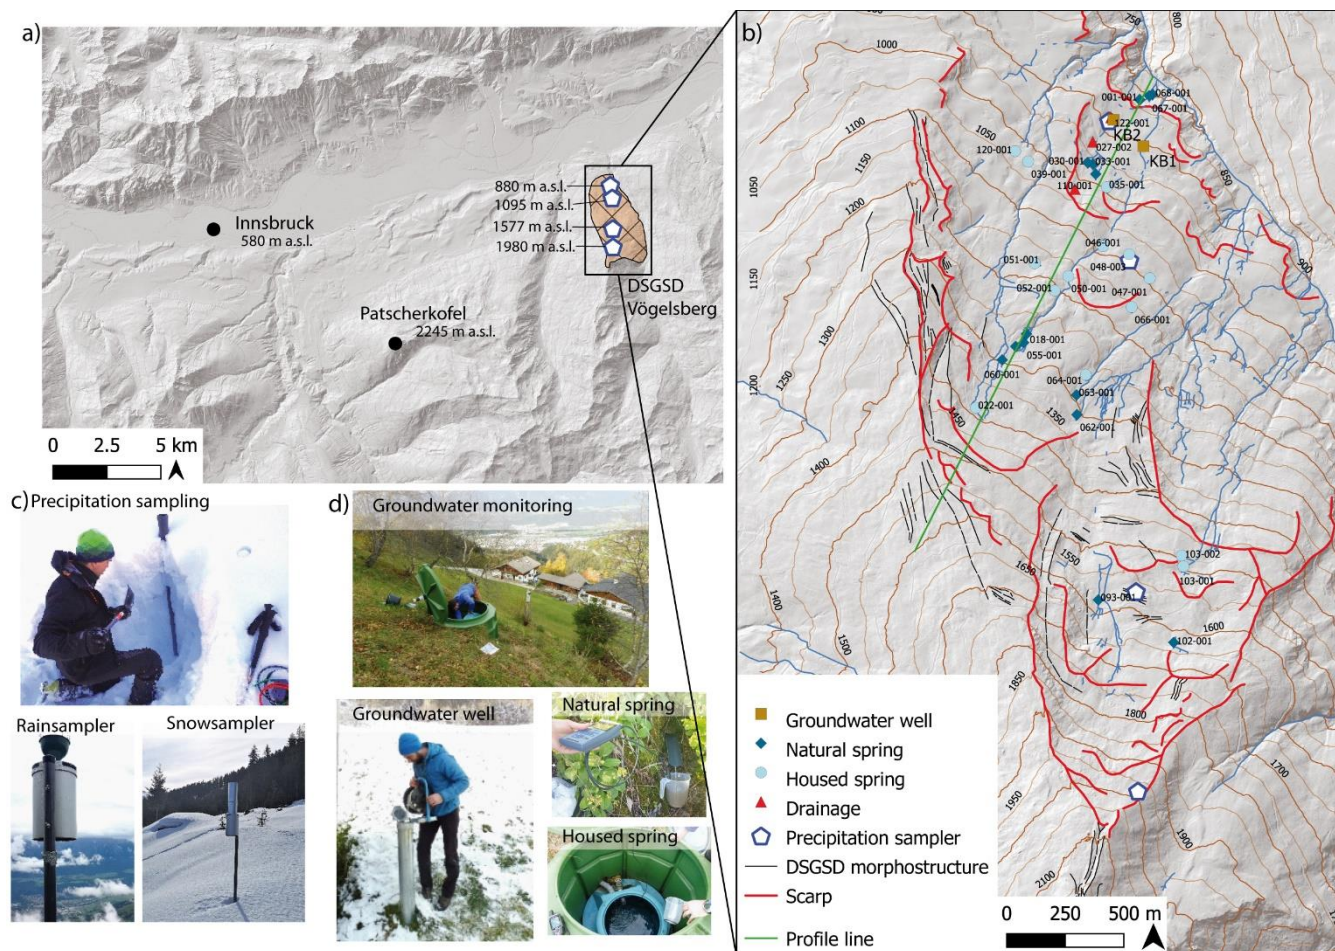 a)
880 m a.s.l.
1095 m a.s.l.
1577 m a.s.l.
1980 m a.s.l.
Innsbruck
580 m a.s.l.
Patscherkofel
2245 m a.s.l.
DSGSD
Vögelsberg
0 2.5 5 km
b)
750
800
1000
1100
1050
1150
1200
1050
850
900
1150
1300
1250
1200
1450
1350
1400
1550
1650
1400
1500
1600
1850
1800
1700
1950
1900
2100
001-001
068-001
067-001
122-001
KB2
KB1
027-002
120-001
030-001
033-001
039-001
035-001
110-001
046-001
051-001
048-003
047-001
052-001
050-001
066-001
018-001
055-001
060-001
064-001
063-001
022-001
062-001
103-002
103-001
093-001
102-001
Groundwater well
Natural spring
Housed spring
Drainage
Precipitation sampler
DSGSD morphostructure
Scarp
Profile line
0 250 500 m
c)
Precipitation sampling
Rainsampler
Snowsampler
d)
Groundwater monitoring
Groundwater well
Natural spring
Housed spring